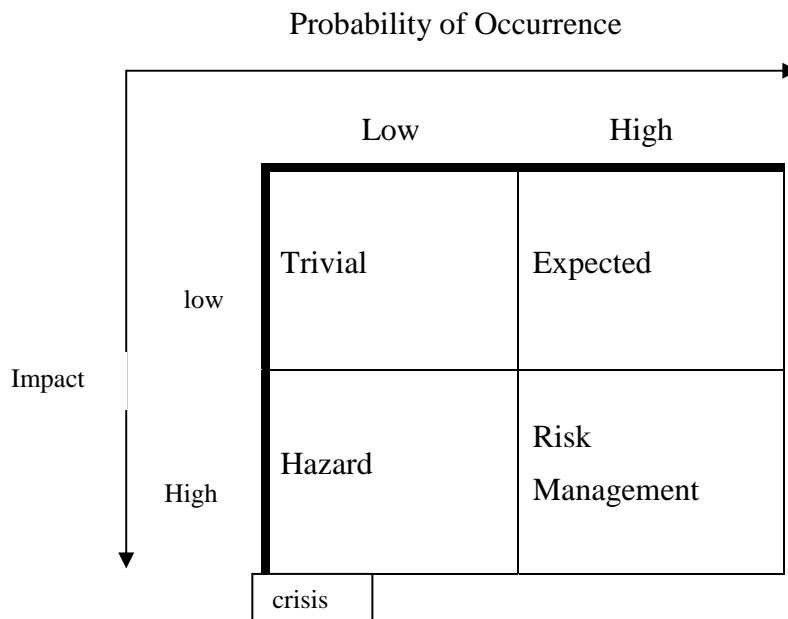 Probability of Occurrence
Low High
Trivial Expected
low
Impact
Risk
Hazard
Management
High
crisis